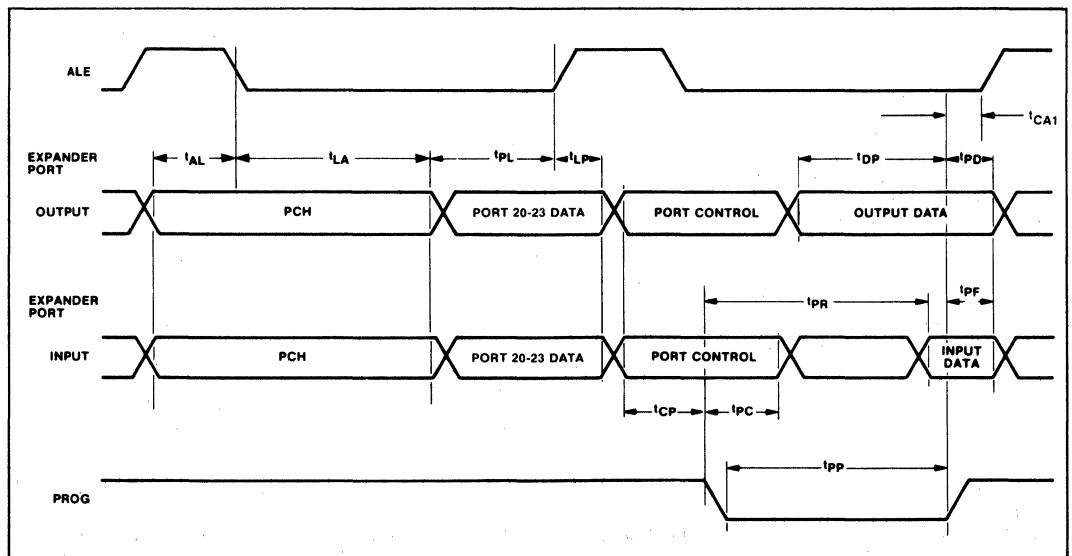 ALE
tCA1
EXPANDER
PORT
tAL
tLA
tPL
tLP
tDP
tPD
OUTPUT
PCH
PORT 20-23 DATA
PORT CONTROL
OUTPUT DATA
EXPANDER
PORT
tPR
tPF
INPUT
PCH
PORT 20-23 DATA
PORT CONTROL
INPUT
DATA
tCP
tPC
tPP
PROG